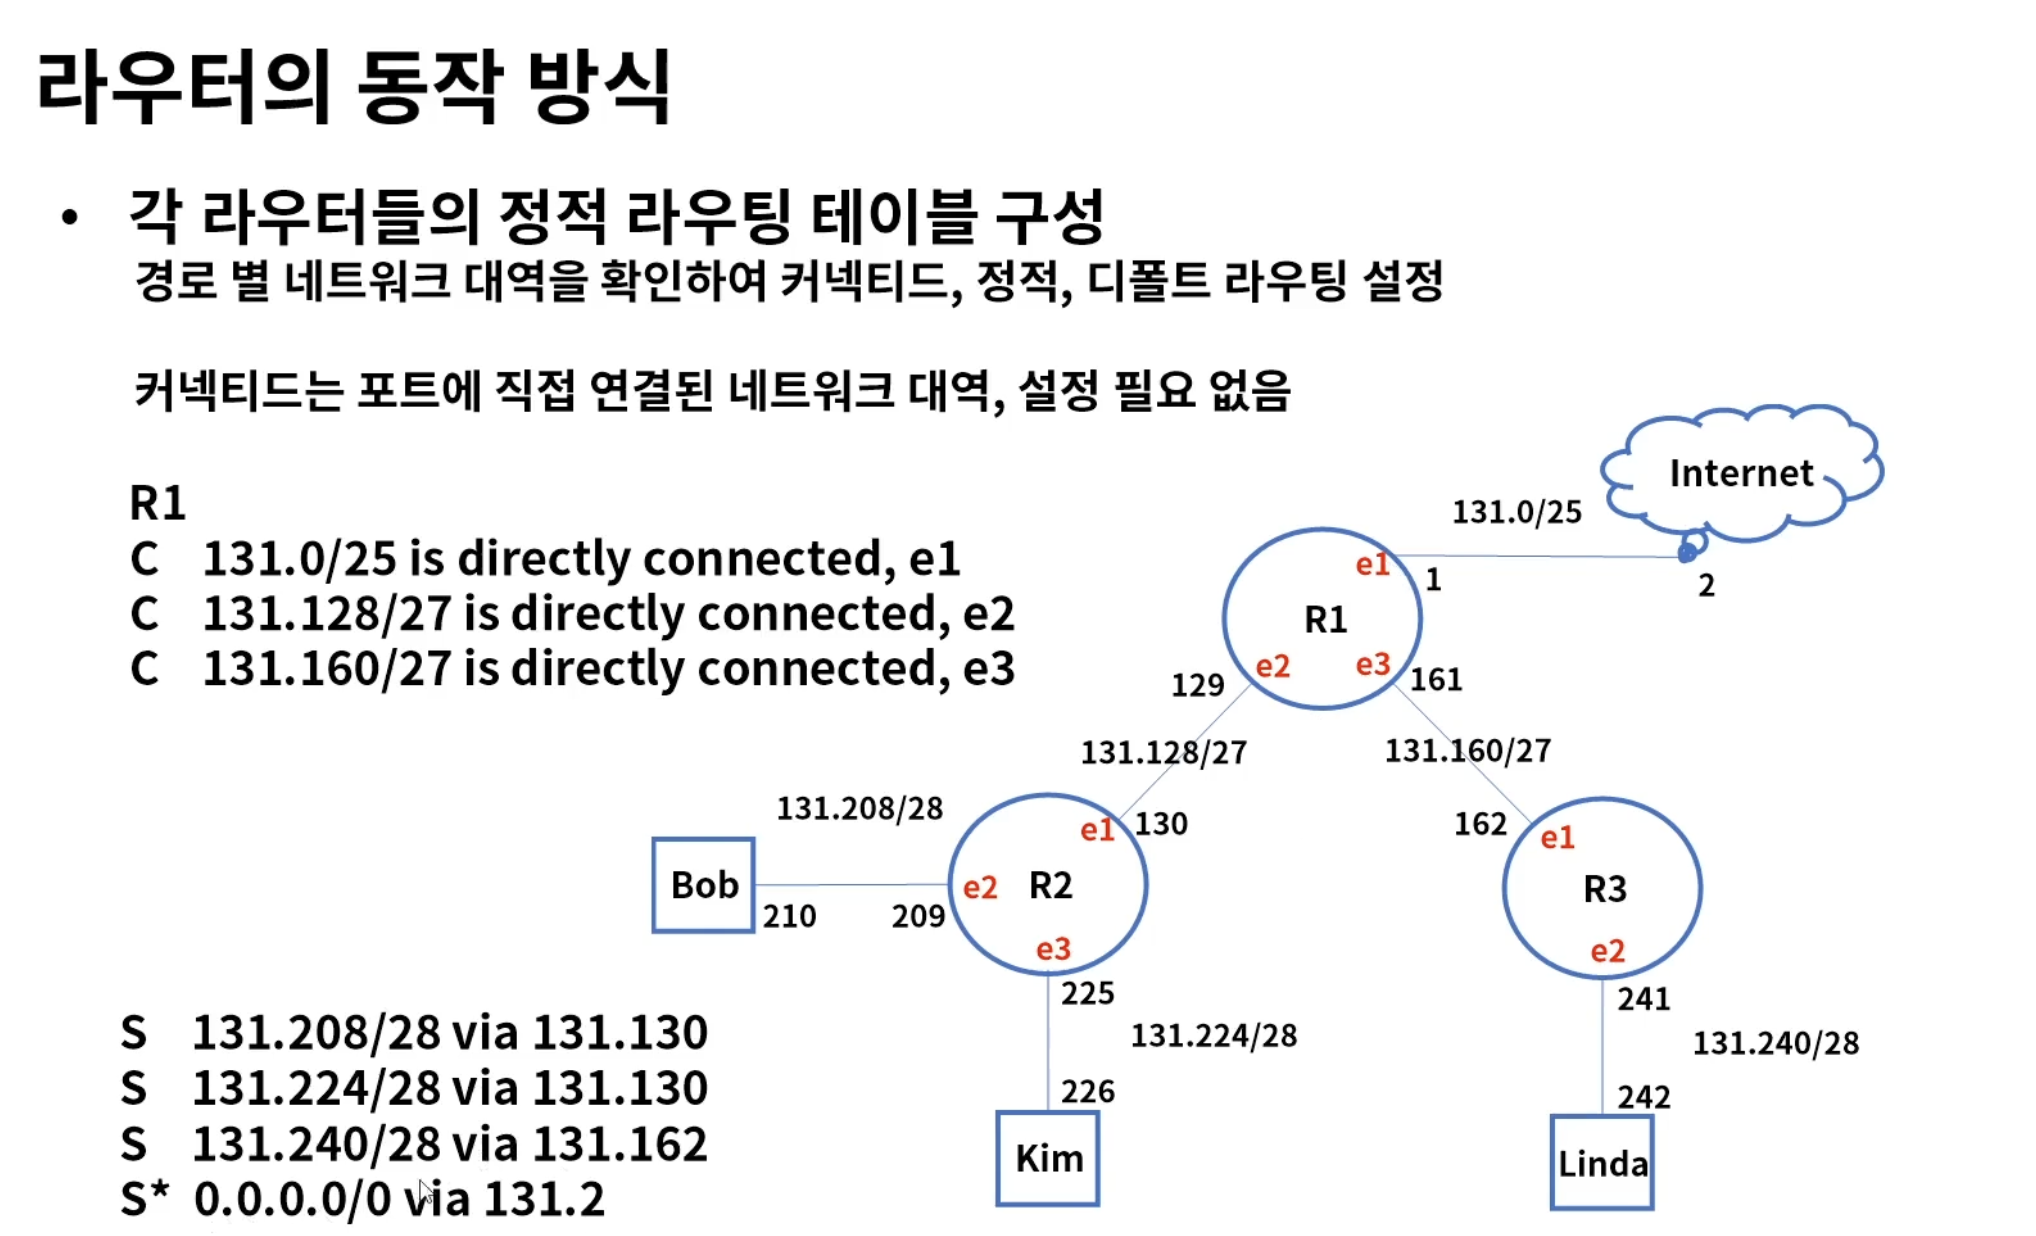 라우터의 동작 방식
• 각 라우터들의 정적 라우팅 테이블 구성
경로 별 네트워크 대역을 확인하여 커넥티드, 정적, 디폴트 라우팅 설정
커넥티드는 포트에 직접 연결된 네트워크 대역, 설정 필요 없음
R1
C 131.0/25 is directly connected, e1
C 131.128/27 is directly connected, e2
C 131.160/27 is directly connected, e3
S 131.208/28 via 131.130
S 131.224/28 via 131.130
S 131.240/28 via 131.162
S* 0.0.0.0/0 via 131.2
Internet
131.0/25
e1
1
2
R1
e2
e3
129
161
131.128/27
131.160/27
131.208/28
e1
130
162
e1
Bob
e2
R2
R3
210
209
e3
e2
225
241
131.224/28
131.240/28
226
242
Kim
Linda